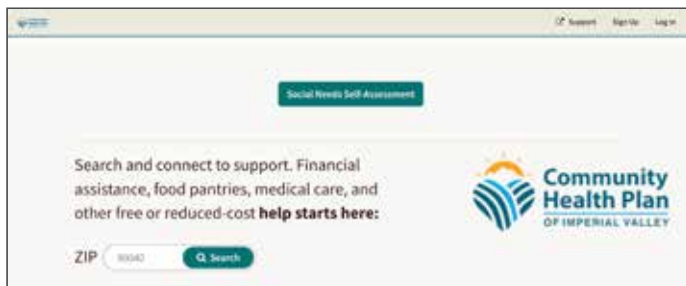 Support Sign Up Log In
Social Needs Self-Assessment
Search and connect to support. Financial
assistance, food pantries, medical care, and
other free or reduced-cost help starts here:
Community
Health Plan
OF IMPERIAL VALLEY
ZIP Search